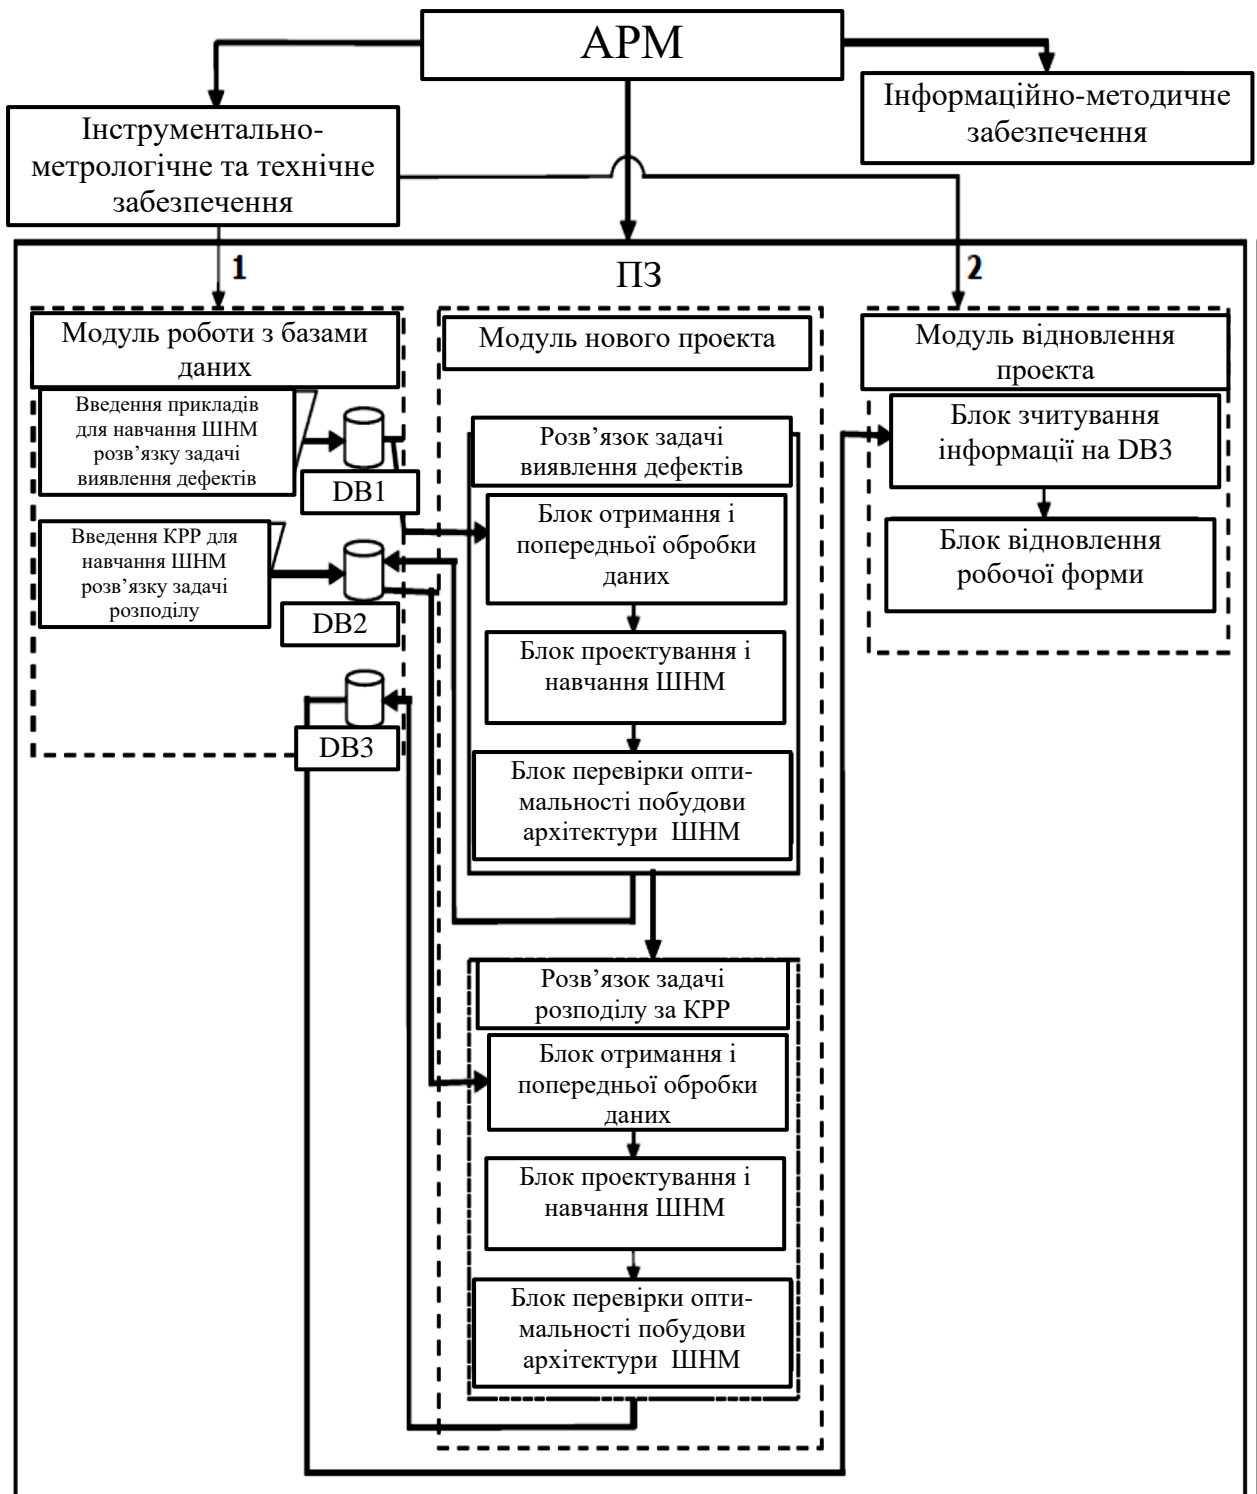 АРМ
Інформаційно-методичне
забезпечення
Інструментально-
метрологічне та технічне
забезпечення
1
ПЗ
2
Модуль роботи з базами
даних
Введення прикладів
для навчання ШНМ
розв’язку задачі
виявлення дефектів
DB1
Введення КРР для
навчання ШНМ
розв’язку задачі
розподілу
DB2
DB3
Модуль нового проекта
Розв’язок задачі
виявлення дефектів
Блок отримання і
попередньої обробки
даних
Блок проектування і
навчання ШНМ
Блок перевірки опти-
мальності побудови
архітектури ШНМ
Розв’язок задачі
розподілу за КРР
Блок отримання і
попередньої обробки
даних
Блок проектування і
навчання ШНМ
Блок перевірки опти-
мальності побудови
архітектури ШНМ
Модуль відновлення
проекта
Блок зчитування
інформації на DB3
Блок відновлення
робочої форми